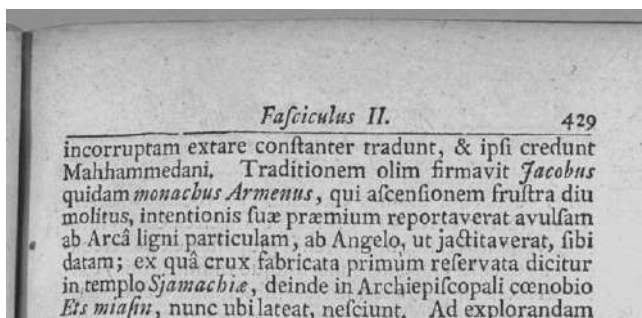 Faſciculus II. 429
incorruptam extare conſtanter tradunt, & ipſi credunt
Mahhammedani. Traditionem olim firmavit Jacobus
quidam monachus Armenus, qui aſcenſionem fruſtra diu
molitus, intentionis ſuæ præmium reportaverat avulſam
ab Arcâ ligni particulam, ab Angelo, ut jactitaverat, ſibi
datam; ex quâ crux fabricata primùm reſervata dicitur
in templo Sjamachiæ, deinde in Archiepiſcopali cœnobio
Ets miaſin, nunc ubi lateat, neſciunt. Ad explorandam